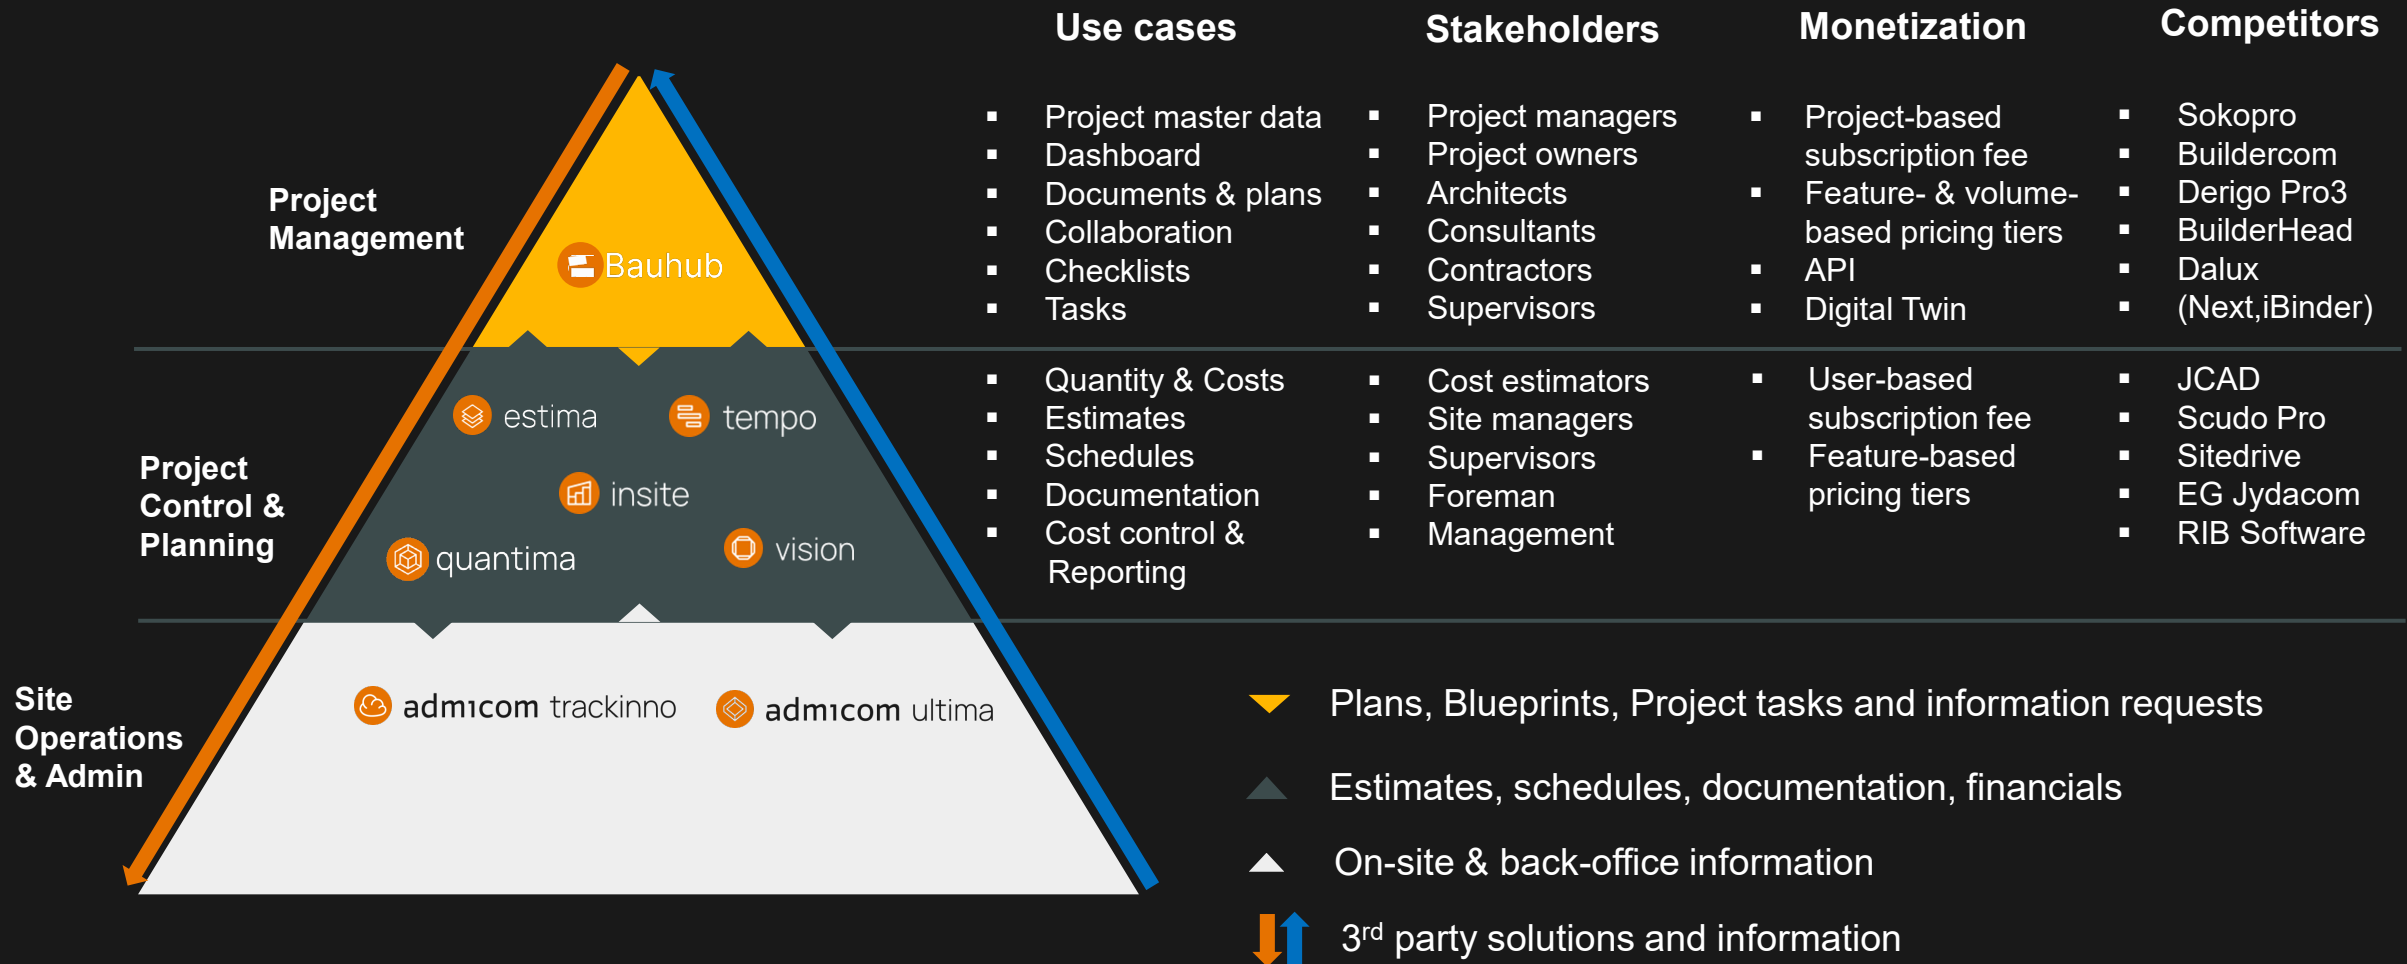 Use cases
Stakeholders
Monetization
Competitors
Project
Management
Bauhub
Project master data
Dashboard
Documents & plans
Collaboration
Checklists
Tasks
Project managers
Project owners
Architects
Consultants
Contractors
Supervisors
Project-based
subscription fee
Feature- & volume-
based pricing tiers
API
Digital Twin
Sokopro
Buildercom
Derigo Pro3
BuilderHead
Dalux
(Next,iBinder)
Project
Control &
Planning
estima
tempo
insite
quantima
vision
Quantity & Costs
Estimates
Schedules
Documentation
Cost control &
Reporting
Cost estimators
Site managers
Supervisors
Foreman
Management
User-based
subscription fee
Feature-based
pricing tiers
JCAD
Scudo Pro
Sitedrive
EG Jydacom
RIB Software
Site
Operations
& Admin
admicom trackinno
admicom ultima
Plans, Blueprints, Project tasks and information requests
Estimates, schedules, documentation, financials
On-site & back-office information
3rd party solutions and information